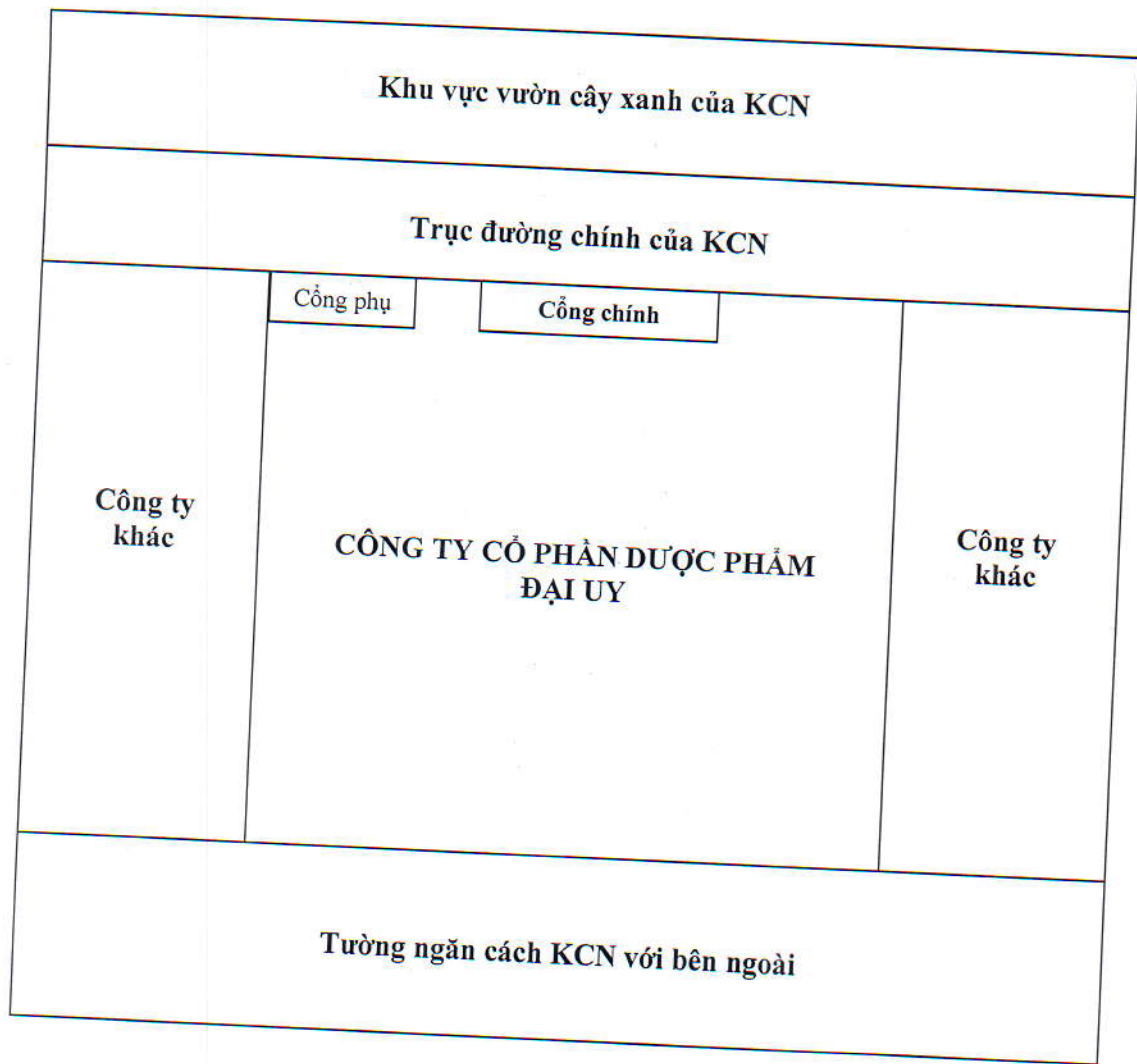 Khu vực vườn cây xanh của KCN
Trục đường chính của KCN
Cổng phụ
Cổng chính
Công ty
khác
CÔNG TY CỔ PHẦN DƯỢC PHẨM
ĐẠI UY
Công ty
khác
Tường ngăn cách KCN với bên ngoài